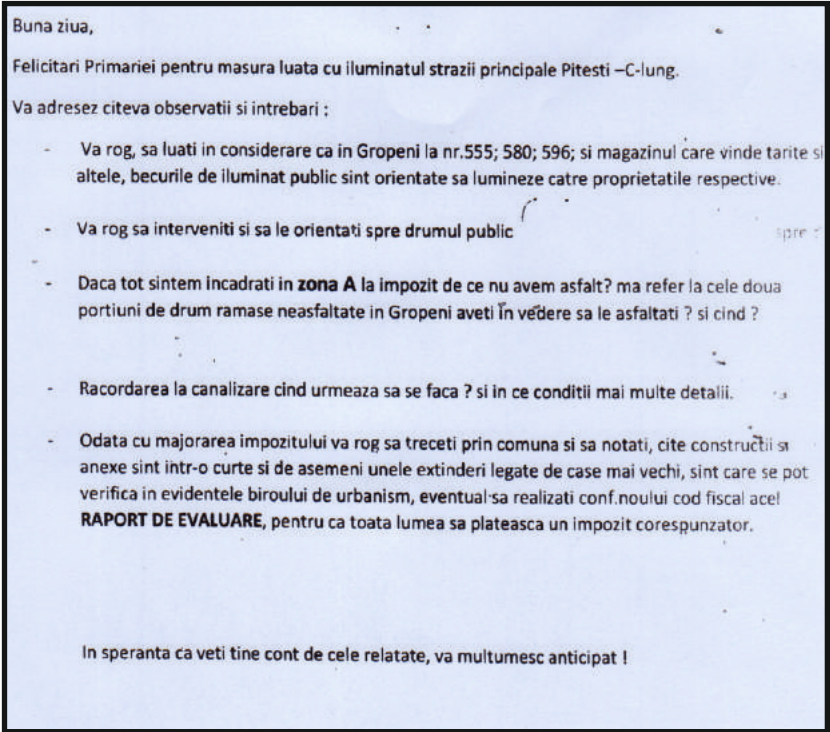 Buna ziua,
Felicitari Primariei pentru masura luata cu iluminatul strazii principale Pitesti –C-lung.
Va adresez citeva observatii si intrebari :
- Va rog, sa luati in considerare ca in Gropeni la nr.555; 580; 596; si magazinul care vinde tarite si
altele, becurile de iluminat public sint orientate sa lumineze catre proprietatile respective.
- Va rog sa interveniti si sa le orientati spre drumul public spre
- Daca tot sintem incadrati in zona A la impozit de ce nu avem asfalt? ma refer la cele doua
portiuni de drum ramase neasfaltate in Gropeni aveti in vedere sa le asfaltati ? si cind ?
- Racordarea la canalizare cind urmeaza sa se faca ? si in ce conditii mai multe detalii.
- Odata cu majorarea impozitului va rog sa treceti prin comuna si sa notati, cite constructii si
anexe sint intr-o curte si de asemeni unele extinderi legate de case mai vechi, sint care se pot
verifica in evidentele biroului de urbanism, eventual sa realizati conf.noului cod fiscal acel
RAPORT DE EVALUARE, pentru ca toata lumea sa plateasca un impozit corespunzator.
In speranta ca veti tine cont de cele relatate, va multumesc anticipat !